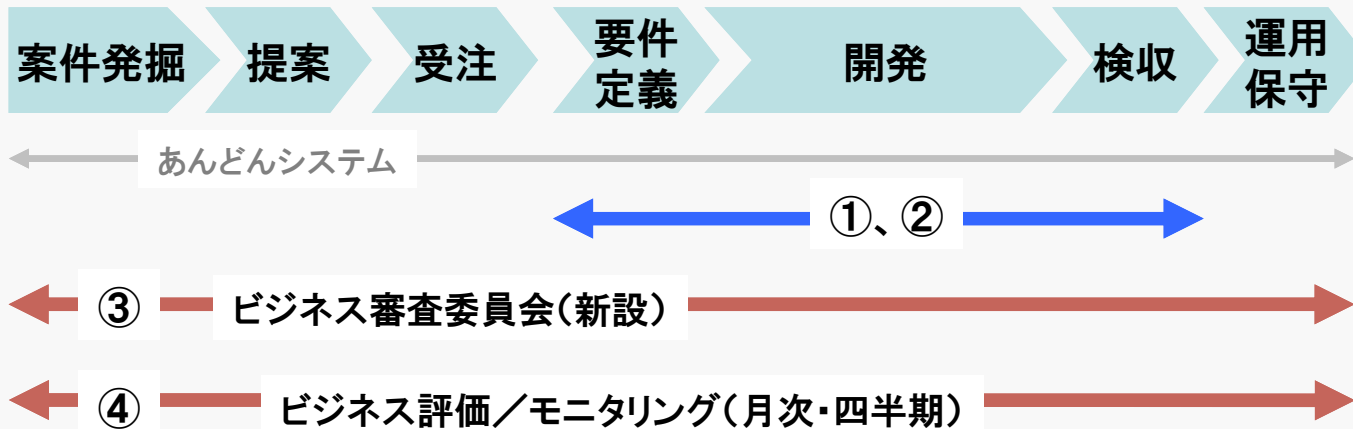 案件発掘
提案
受注
要件
定義
開発
検収
運用
保守
あんどんシステム
①、②
③ ビジネス審査委員会(新設)
④ ビジネス評価/モニタリング(月次・四半期)